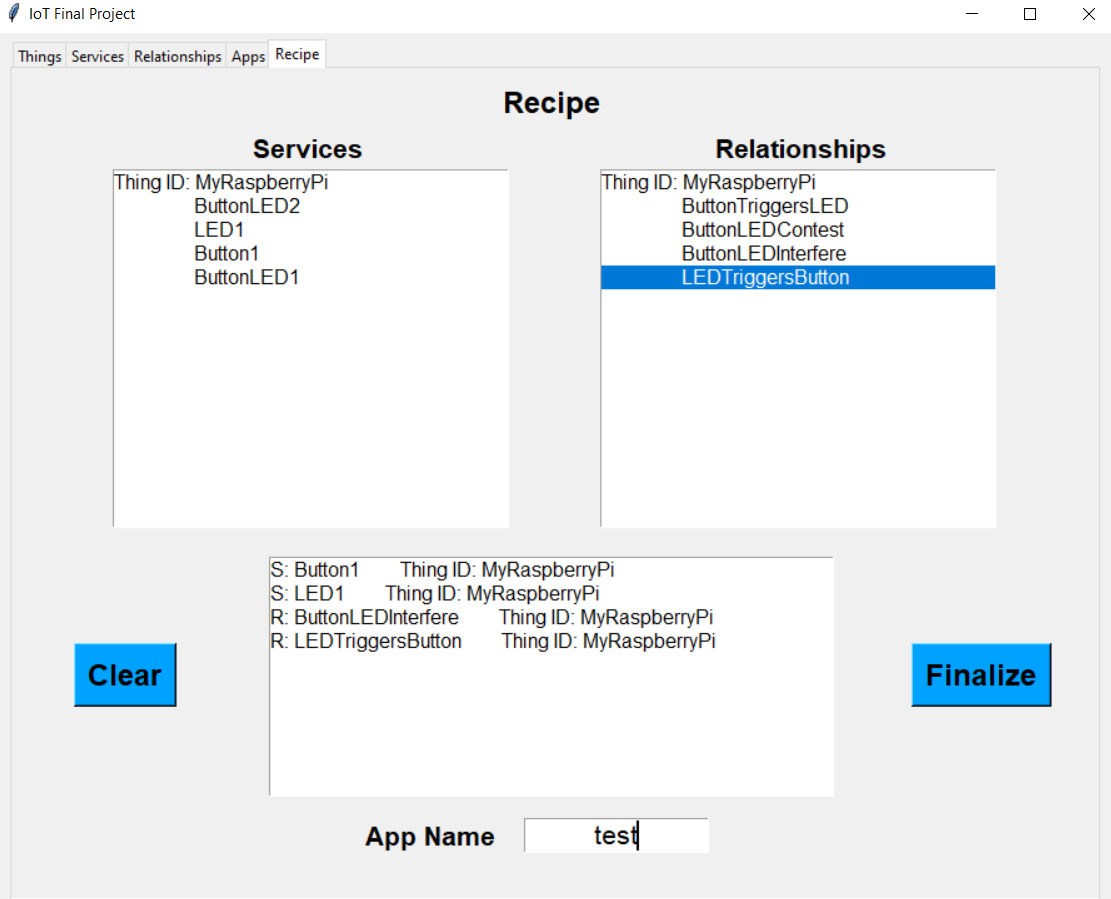 IoT Final Project
Things Services Relationships Apps Recipe
Recipe
Services
Thing ID: MyRaspberryPi
ButtonLED2
LED1
Button1
ButtonLED1
Relationships
Thing ID: MyRaspberryPi
ButtonTriggersLED
ButtonLEDContest
ButtonLEDInterfere
LEDTriggersButton
S: Button1 Thing ID: MyRaspberryPi
S: LED1 Thing ID: MyRaspberryPi
R: ButtonLEDInterfere Thing ID: MyRaspberryPi
R: LEDTriggersButton Thing ID: MyRaspberryPi
Clear
Finalize
App Name test